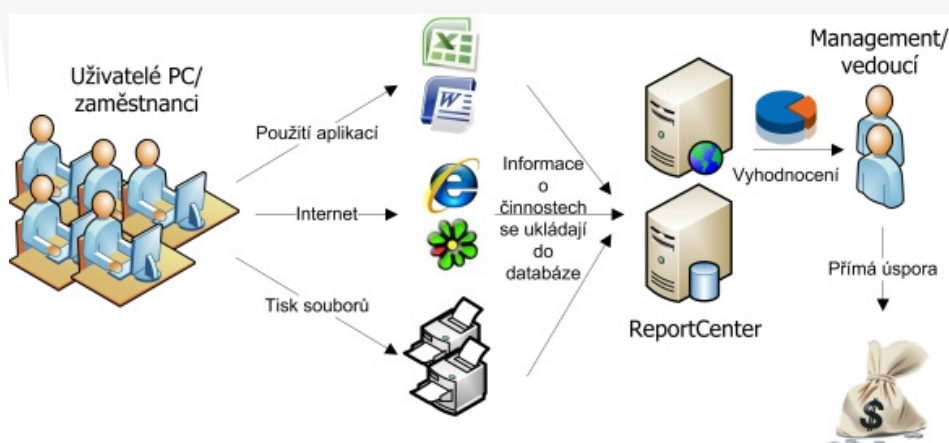 Uživatelé PC/
zaměstnanci
Použití aplikací
Internet
Tisk souborů
Informace
o
činnostech
se ukládají
do
databáze
ReportCenter
Vyhodnocení
Management/
vedoucí
Přímá úspora
X
W
e
$